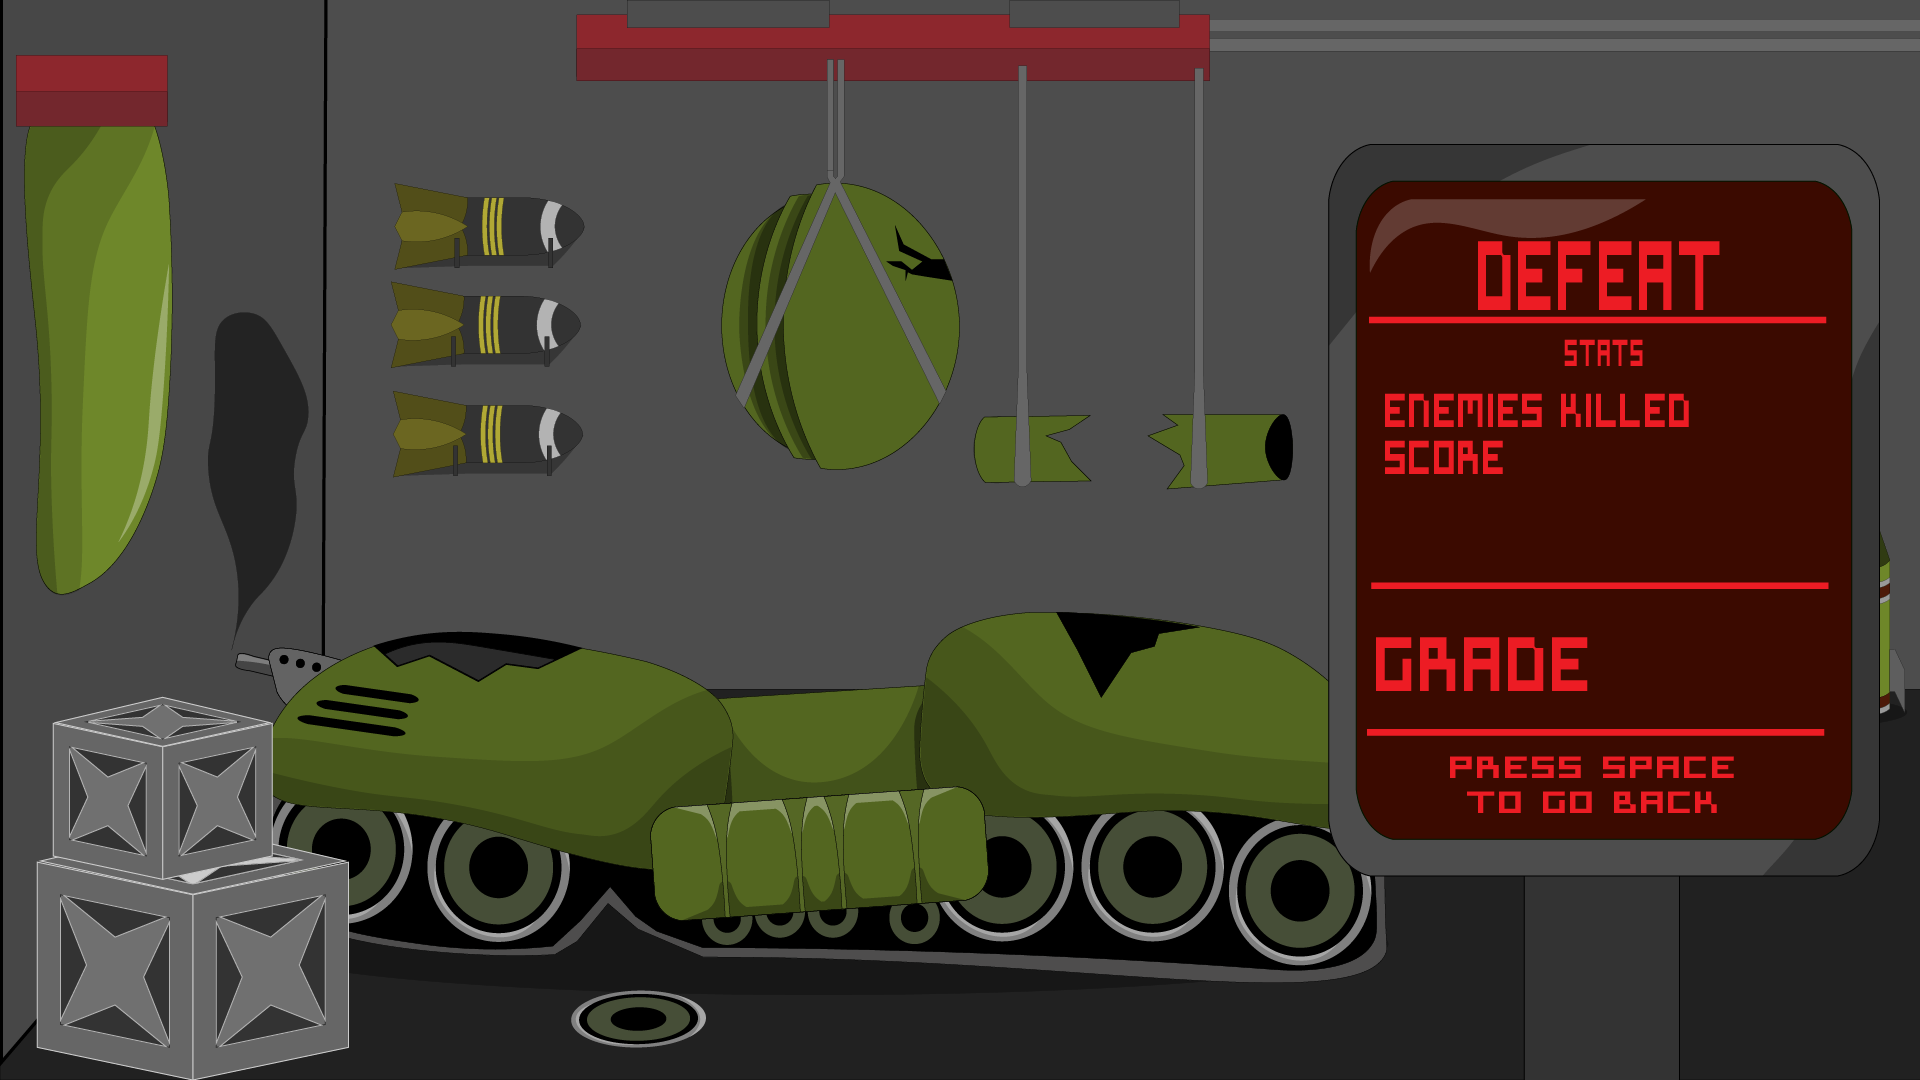 DEFEAT
STATS
ENEMIES KILLED
SCORE
GRADE
PRESS SPACE
TO GO BACK